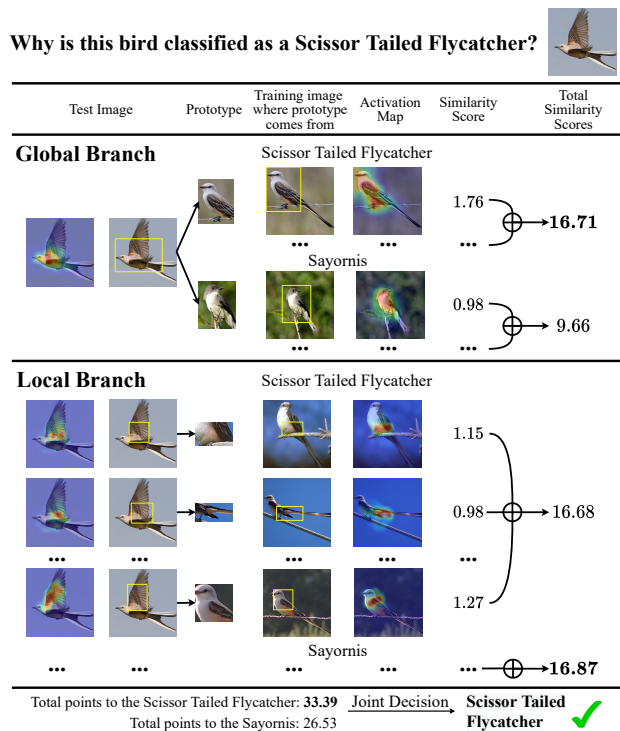 Why is this bird classified as a Scissor Tailed Flycatcher?
Test Image
Prototype
Training image
where prototype
comes from
Activation
Map
Similarity
Score
Total
Similarity
Scores
Global Branch
Scissor Tailed Flycatcher
1.76
...
...
...
16.71
Sayornis
0.98
...
...
...
9.66
Local Branch
Scissor Tailed Flycatcher
1.15
0.98
16.68
...
...
...
...
...
1.27
Sayornis
...
...
...
...
...
16.87
Total points to the Scissor Tailed Flycatcher: 33.39
Total points to the Sayornis: 26.53
Joint Decision
Scissor Tailed
Flycatcher